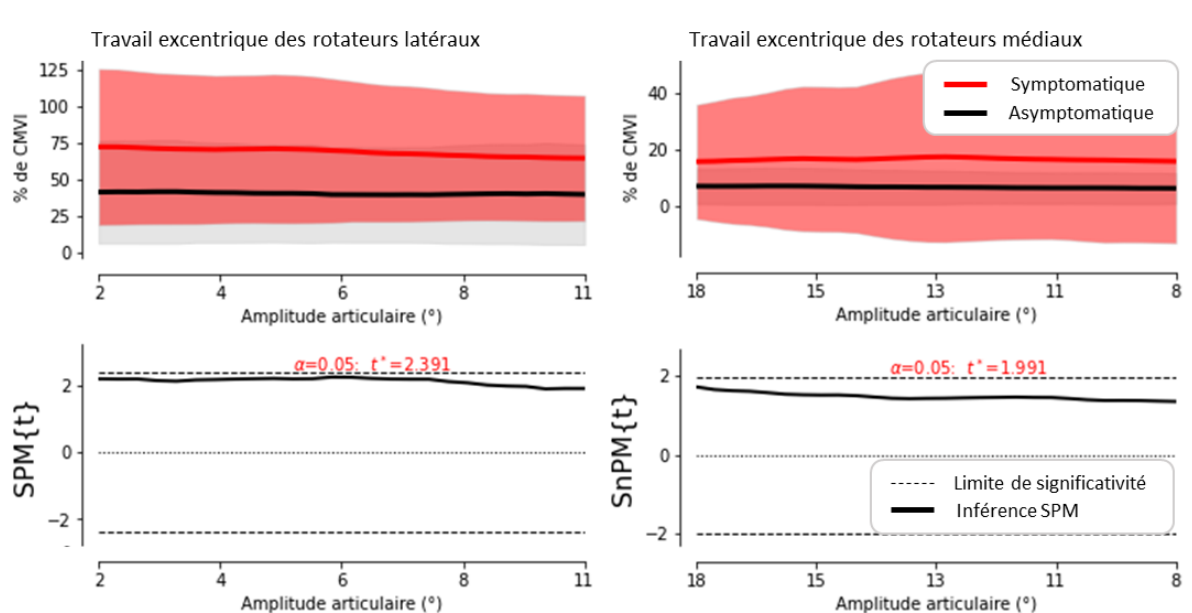 Travail excentrique des rotateurs latéraux
% de CMVI
125
100
75
50
25
0
2
4
6
8
11
Amplitude articulaire (°)
Travail excentrique des rotateurs médiaux
% de CMVI
40
20
0
Symptomatique
Asymptomatique
18
15
13
11
8
Amplitude articulaire (°)
SPM{t}
2
0
−2
α=0.05: t*=2.391
2
4
6
8
11
Amplitude articulaire (°)
SnPM{t}
2
0
−2
α=0.05: t*=1.991
Limite de significativité
Inférence SPM
18
15
13
11
8
Amplitude articulaire (°)